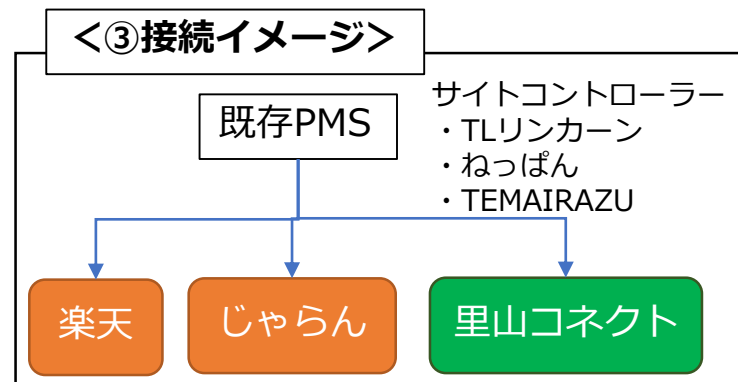 ＜③接続イメージ＞
既存PMS
サイトコントローラー
・TLリンカーン
・ねっぱん
・TEMAIRAZU
楽天
じゃらん
里山コネクト